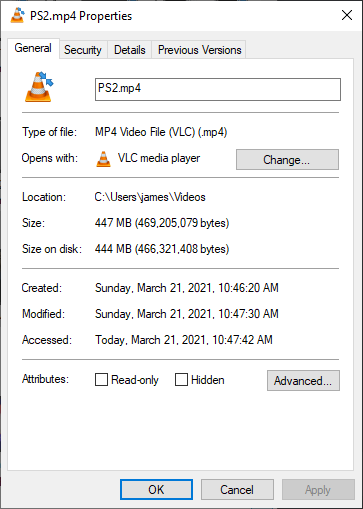 PS2.mp4 Properties
General Security Details Previous Versions
PS2.mp4
Type of file: MP4 Video File (VLC) (.mp4)
Opens with: VLC media player Change...
Location: C:\Users\james\Videos
Size: 447 MB (469,205,079 bytes)
Size on disk: 444 MB (466,321,408 bytes)
Created: Sunday, March 21, 2021, 10:46:20 AM
Modified: Sunday, March 21, 2021, 10:47:30 AM
Accessed: Today, March 21, 2021, 10:47:42 AM
Attributes: Read-only Hidden Advanced...
OK Cancel Apply